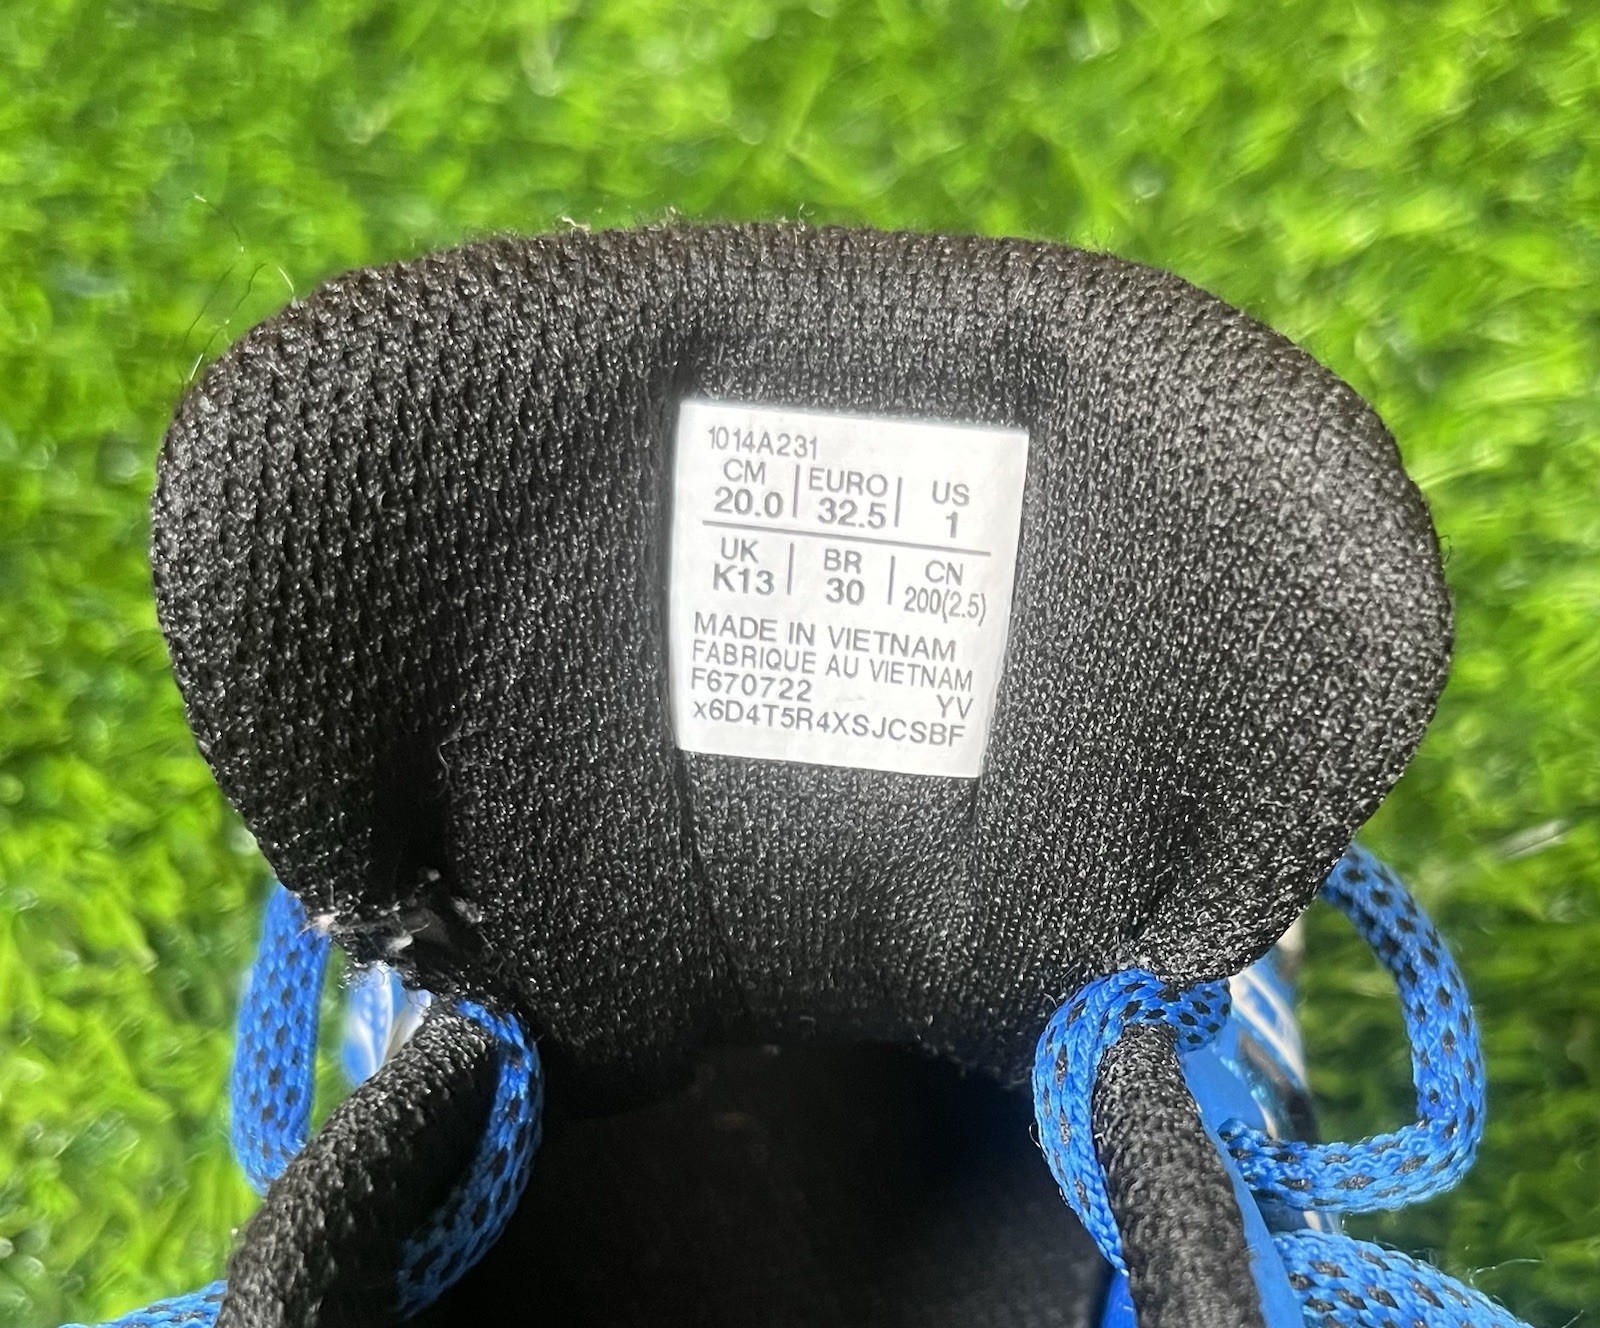 1014A231
CM | EURO | US
20.0 | 32.5 | 1
UK | BR | CN
K13 | 30 | 200(2.5)
MADE IN VIETNAM
FABRIQUE AU VIETNAM
F670722 YV
x6D4T5R4XSJCSBF